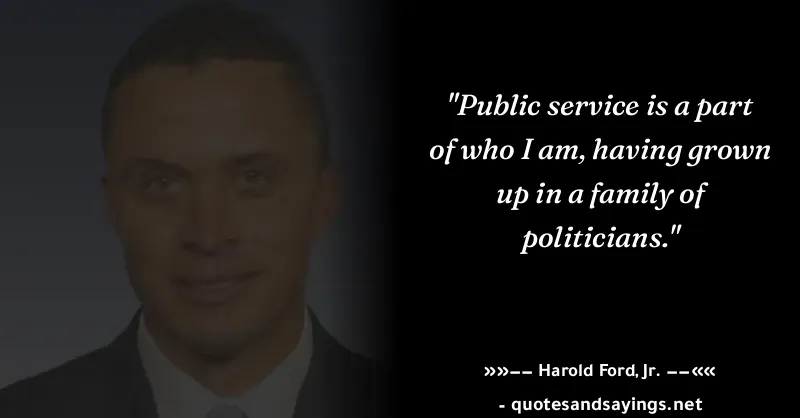 "Public service is a part
of who I am, having grown
up in a family of
politicians."
»»–– Harold Ford, Jr. ––««
- quotesandsayings.net